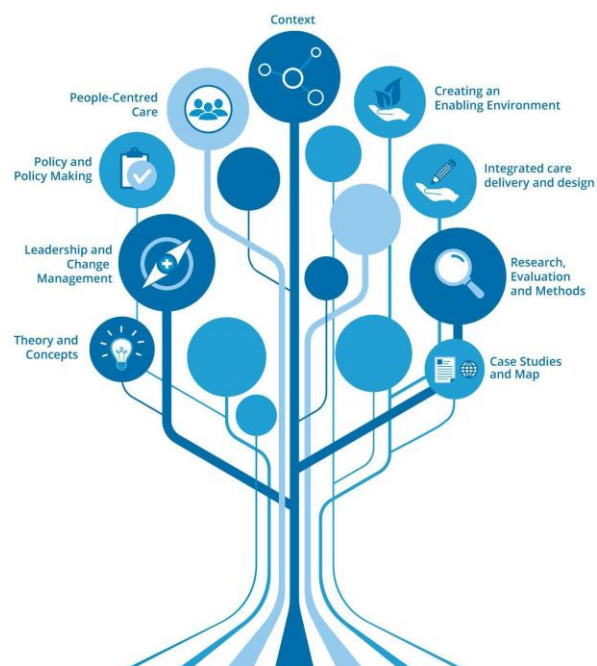 Context
People-Centred
Care
Creating an
Enabling Environment
Policy and
Policy Making
Integrated care
delivery and design
Leadership and
Change
Management
Research,
Evaluation
and Methods
Theory and
Concepts
Case Studies
and Map